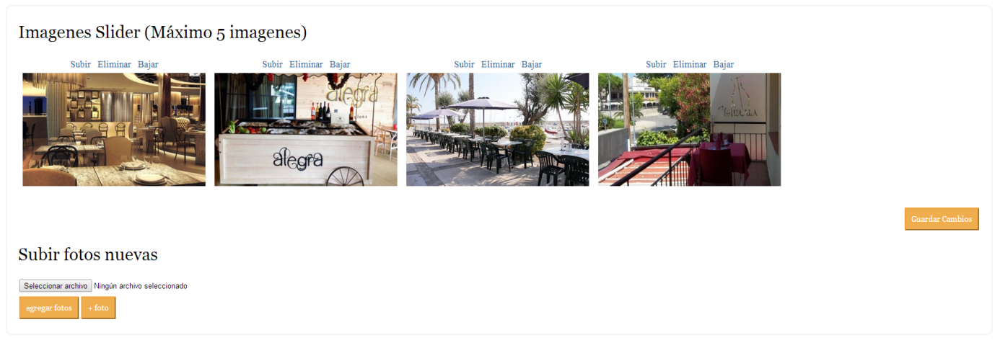 Imagenes Slider (Máximo 5 imagenes)
Subir Eliminar Bajar
Subir Eliminar Bajar
Subir Eliminar Bajar
Subir Eliminar Bajar
alegra
alegra
Guardar Cambios
Subir fotos nuevas
Seleccionar archivo Ningún archivo seleccionado
agregar fotos + foto